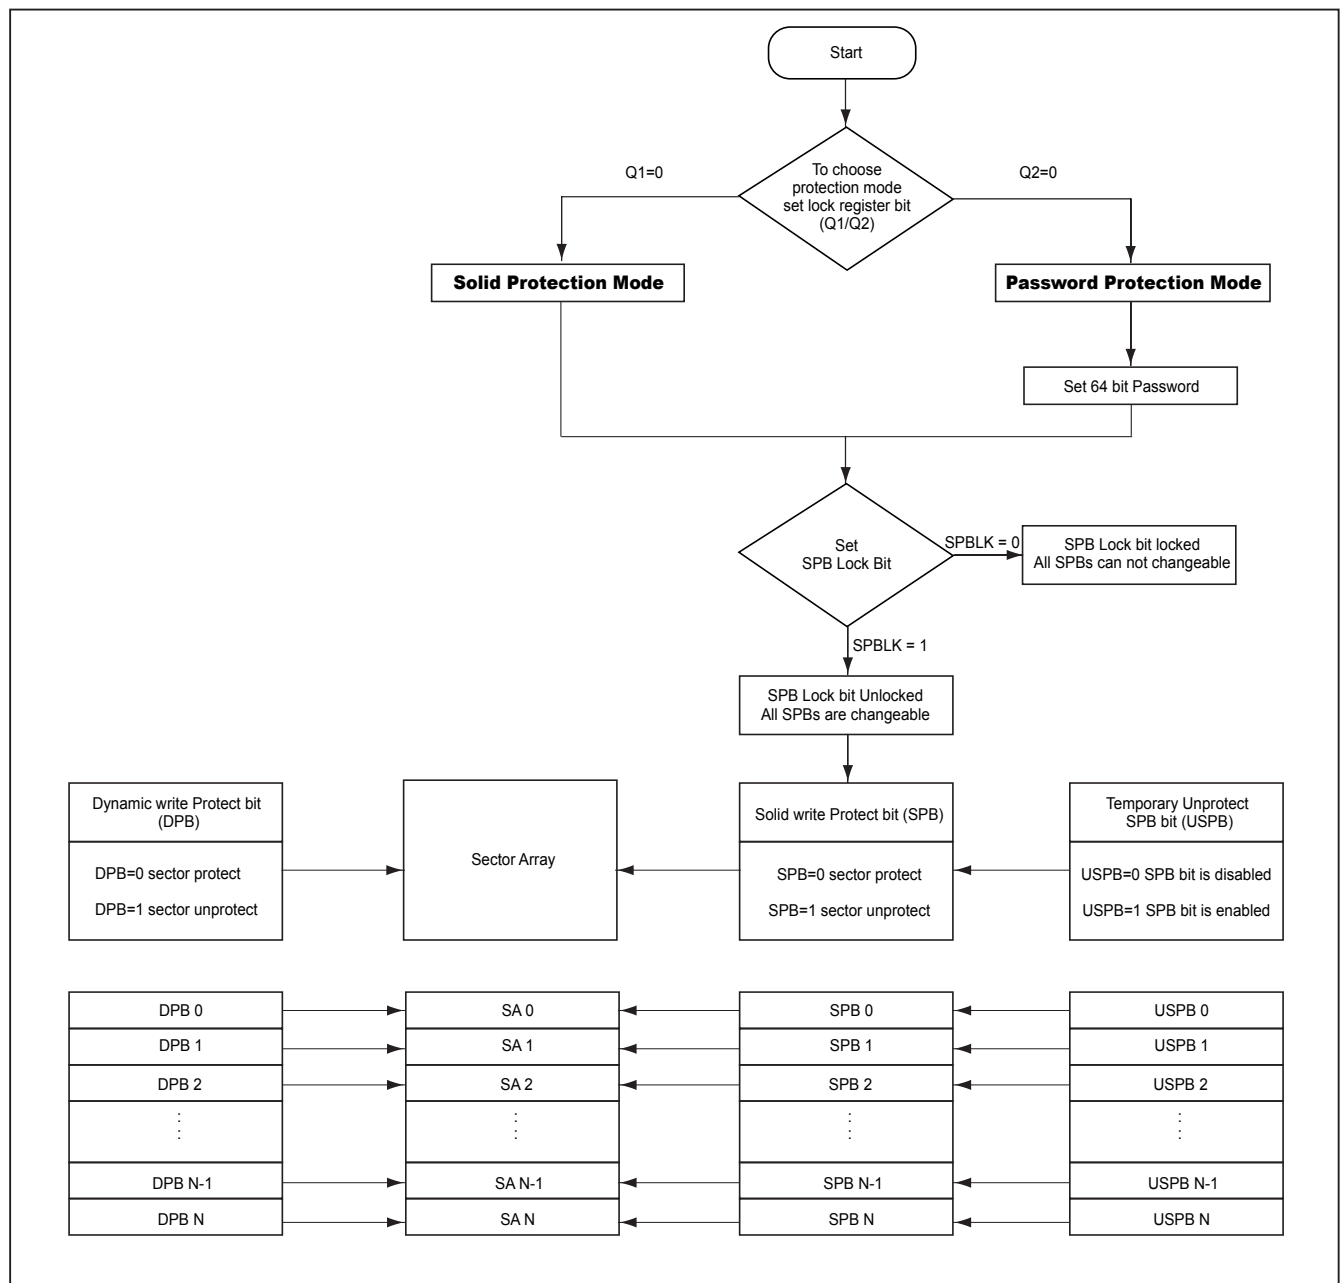 Start
To choose
protection mode
set lock register bit
(Q1/Q2)
Q1=0
Q2=0
Solid Protection Mode
Password Protection Mode
Set 64 bit Password
Set
SPB Lock Bit
SPBLK = 0
SPB Lock bit locked
All SPBs can not changeable
SPBLK = 1
SPB Lock bit Unlocked
All SPBs are changeable
Dynamic write Protect bit
(DPB)
DPB=0 sector protect
DPB=1 sector unprotect
Sector Array
Solid write Protect bit (SPB)
SPB=0 sector protect
SPB=1 sector unprotect
Temporary Unprotect
SPB bit (USPB)
USPB=0 SPB bit is disabled
USPB=1 SPB bit is enabled
DPB 0
SA 0
SPB 0
USPB 0
DPB 1
SA 1
SPB 1
USPB 1
DPB 2
SA 2
SPB 2
USPB 2
DPB N-1
SA N-1
SPB N-1
USPB N-1
DPB N
SA N
SPB N
USPB N